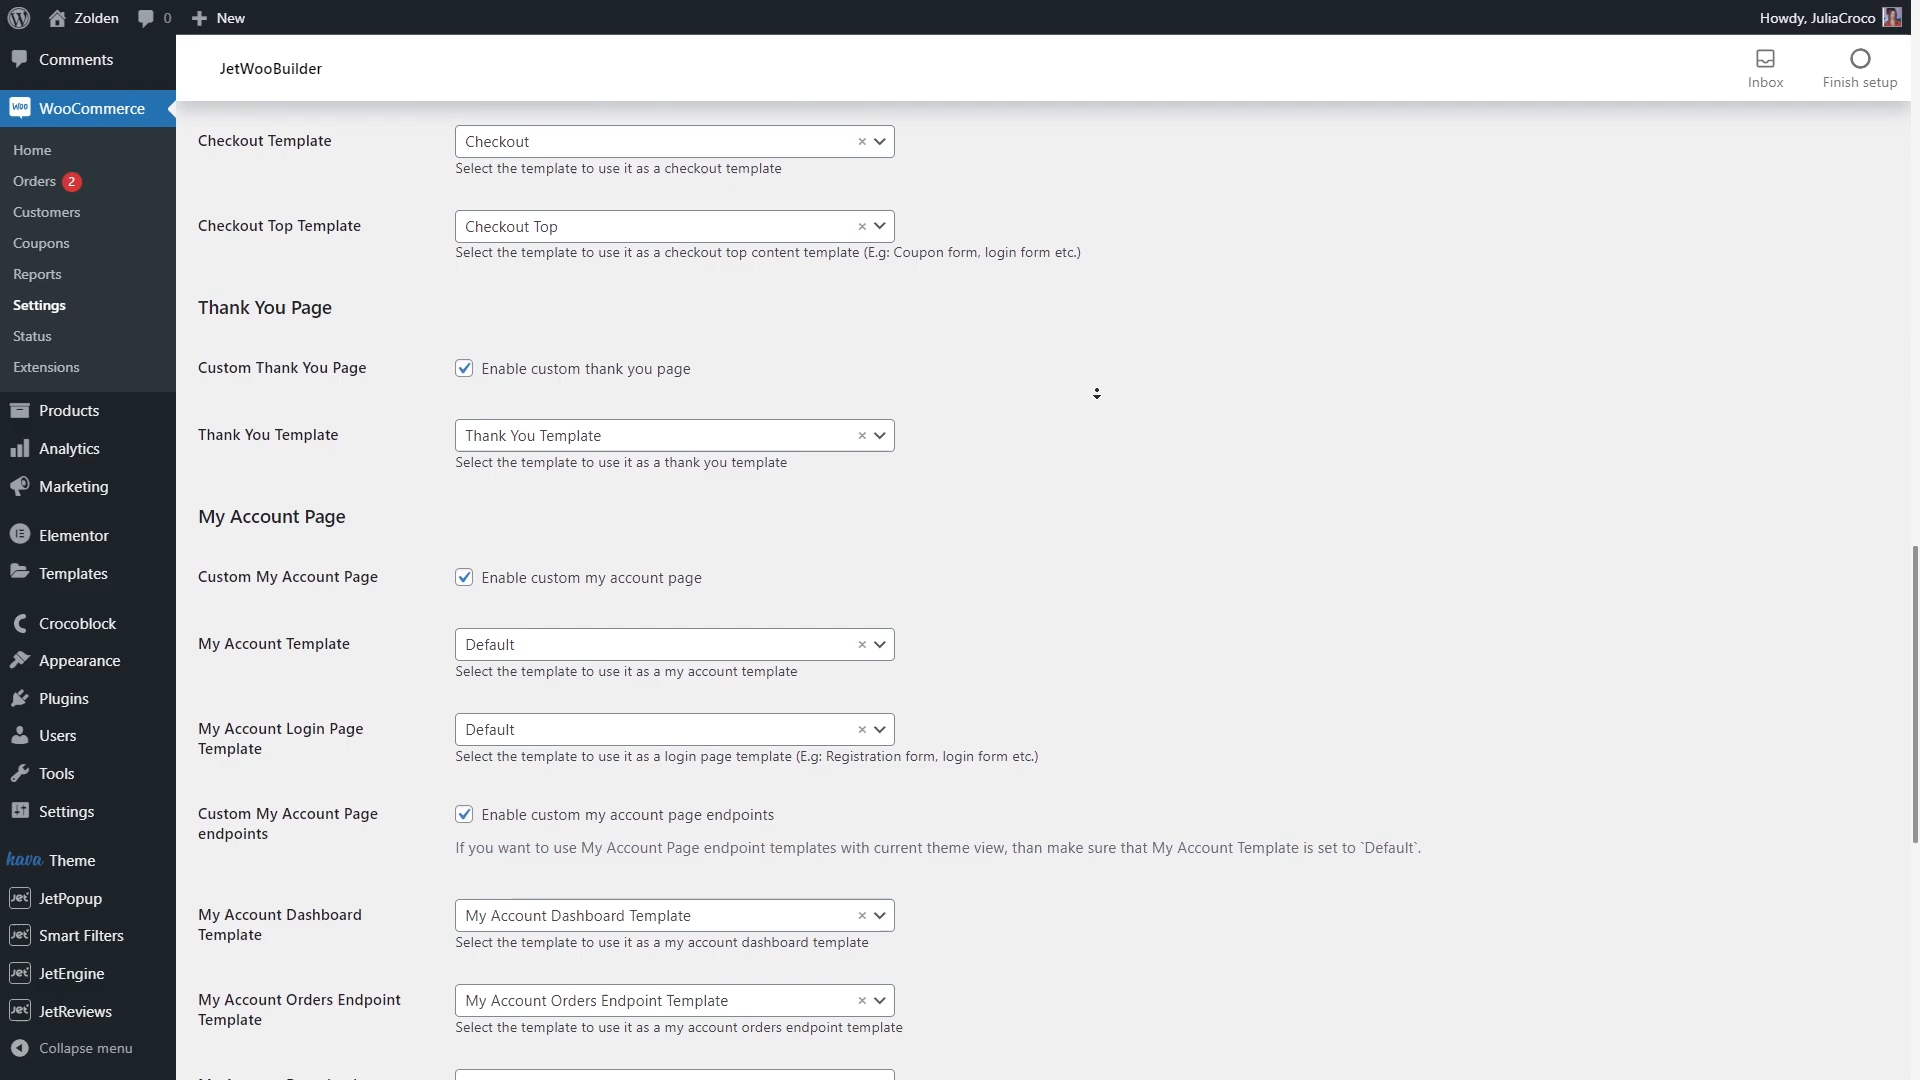 Zolden
0
New
Howdy, JuliaCroco
Comments
WooCommerce
Home
Orders 2
Customers
Coupons
Reports
Settings
Status
Extensions
Products
Analytics
Marketing
Elementor
Templates
Crocoblock
Appearance
Plugins
Users
Tools
Settings
hava Theme
Jet JetPopup
Jet Smart Filters
Jet JetEngine
Jet JetReviews
Collapse menu
JetWooBuilder
Inbox
Finish setup
Checkout Template
Checkout
Select the template to use it as a checkout template
Checkout Top Template
Checkout Top
Select the template to use it as a checkout top content template (E.g: Coupon form, login form etc.)
Thank You Page
Custom Thank You Page
Enable custom thank you page
Thank You Template
Thank You Template
Select the template to use it as a thank you template
My Account Page
Custom My Account Page
Enable custom my account page
My Account Template
Default
Select the template to use it as a my account template
My Account Login Page
Template
Default
Select the template to use it as a login page template (E.g: Registration form, login form etc.)
Custom My Account Page
endpoints
Enable custom my account page endpoints
If you want to use My Account Page endpoint templates with current theme view, than make sure that My Account Template is set to `Default`.
My Account Dashboard
Template
My Account Dashboard Template
Select the template to use it as a my account dashboard template
My Account Orders Endpoint
Template
My Account Orders Endpoint Template
Select the template to use it as a my account orders endpoint template